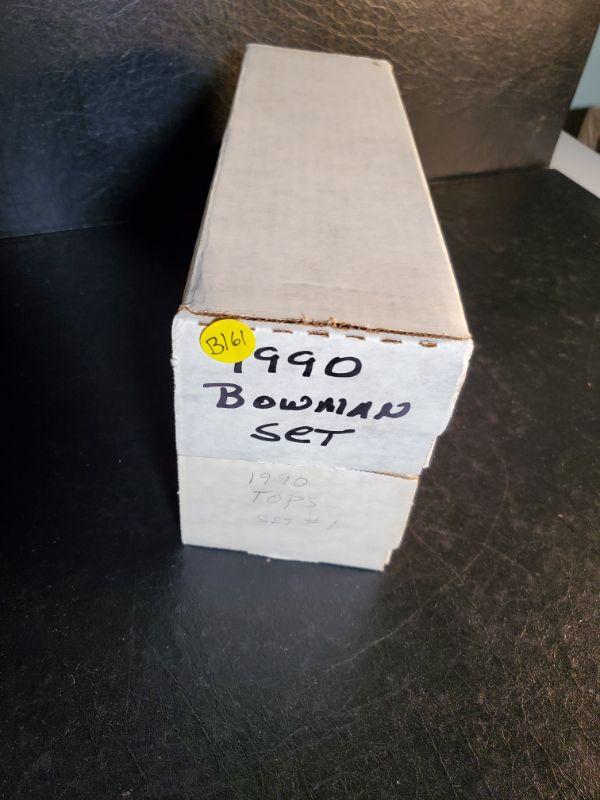 B161
1990
BOWMAN
SET
1990
TOPS
SET #1